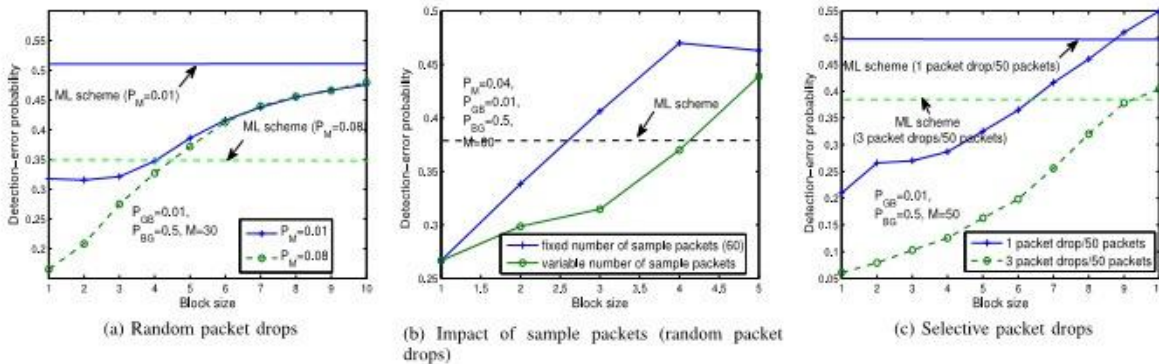 0.55
0.5
0.45
0.4
0.35
0.3
0.25
0.2
Detection-error probability
ML scheme (P_M=0.01)
ML scheme (P_M=0.08)
P_GB=0.01,
P_BG=0.5, M=30
P_M=0.01
P_M=0.08
1 2 3 4 5 6 7 8 9 10
Block size
(a) Random packet drops
0.5
0.45
0.4
0.35
0.3
0.25
Detection-error probability
P_M=0.04,
P_GB=0.01,
P_BG=0.5,
M=60
ML scheme
fixed number of sample packets (60)
variable number of sample packets
1 1.5 2 2.5 3 3.5 4 4.5 5
Block size
(b) Impact of sample packets (random packet
drops)
0.55
0.5
0.45
0.4
0.35
0.3
0.25
0.2
0.15
0.1
0.05
Detection-error probability
ML scheme (1 packet drop/50 packets)
ML scheme
(3 packet drops/50 packets)
P_GB=0.01,
P_BG=0.5, M=50
1 packet drop/50 packets
3 packet drops/50 packets
1 2 3 4 5 6 7 8 9 10
Block size
(c) Selective packet drops